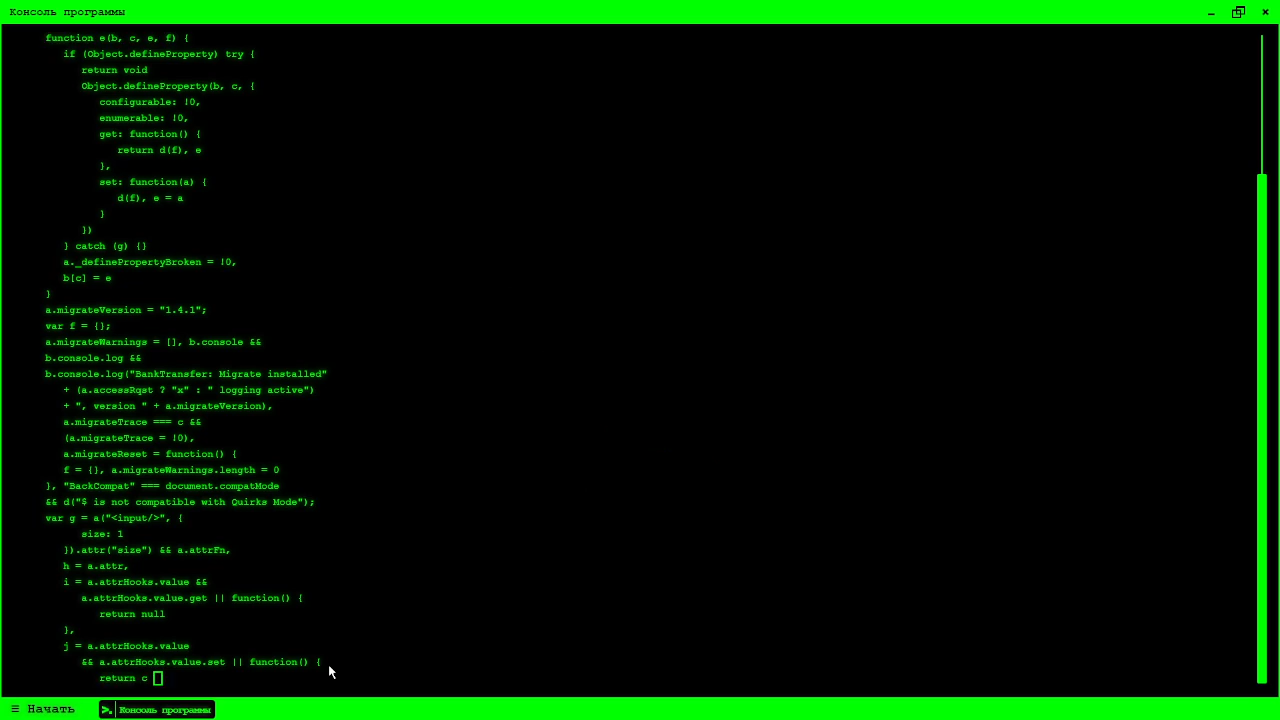 Консоль программы
function e(b, c, e, f) {
if (Object.defineProperty) try {
return void
Object.defineProperty(b, c, {
configurable: !0,
enumerable: !0,
get: function() {
return d(f), e
},
set: function(a) {
d(f), e = a
}
})
} catch (g) {}
a._definePropertyBroken = !0,
b[c] = e
}
a.migrateVersion = "1.4.1";
var f = {};
a.migrateWarnings = [], b.console &&
b.console.log &&
b.console.log("BankTransfer: Migrate installed"
+ (a.accessRqst ? "x" : " logging active")
+ ", version " + a.migrateVersion),
a.migrateTrace === c &&
(a.migrateTrace = !0),
a.migrateReset = function() {
f = {}, a.migrateWarnings.length = 0
}, "BackCompat" === document.compatMode
&& d("$ is not compatible with Quirks Mode");
var g = a("<input/>", {
size: 1
}).attr("size") && a.attrFn,
h = a.attr,
i = a.attrHooks.value &&
a.attrHooks.value.get || function() {
return null
},
j = a.attrHooks.value
&& a.attrHooks.value.set || function() {
return c
≡ Начать
>. Консоль программы